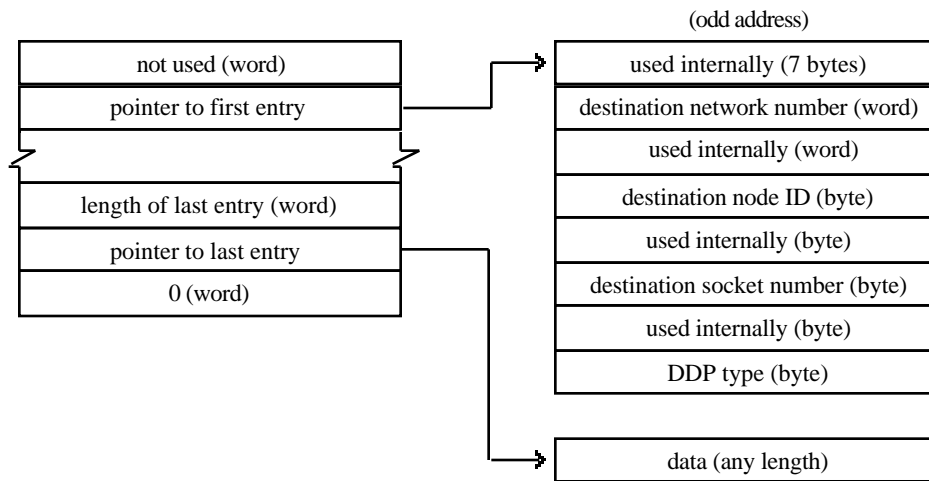 not used (word)
pointer to first entry
length of last entry (word)
pointer to last entry
0 (word)
(odd address)
used internally (7 bytes)
destination network number (word)
used internally (word)
destination node ID (byte)
used internally (byte)
destination socket number (byte)
used internally (byte)
DDP type (byte)
data (any length)